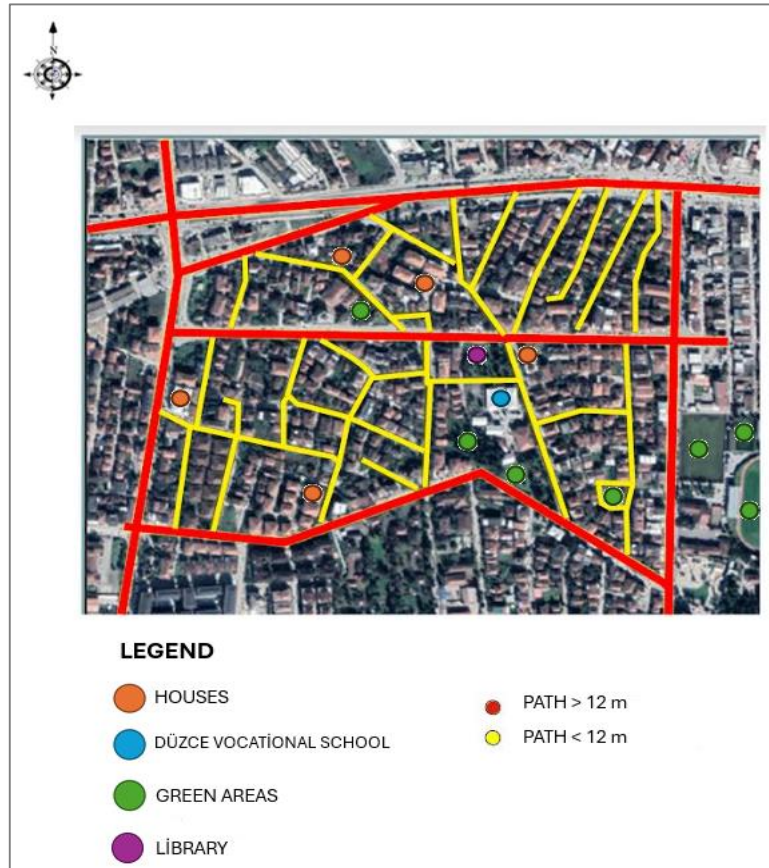 N
LEGEND
HOUSES
DÜZCE VOCATİONAL SCHOOL
GREEN AREAS
LİBRARY
PATH > 12 m
PATH < 12 m